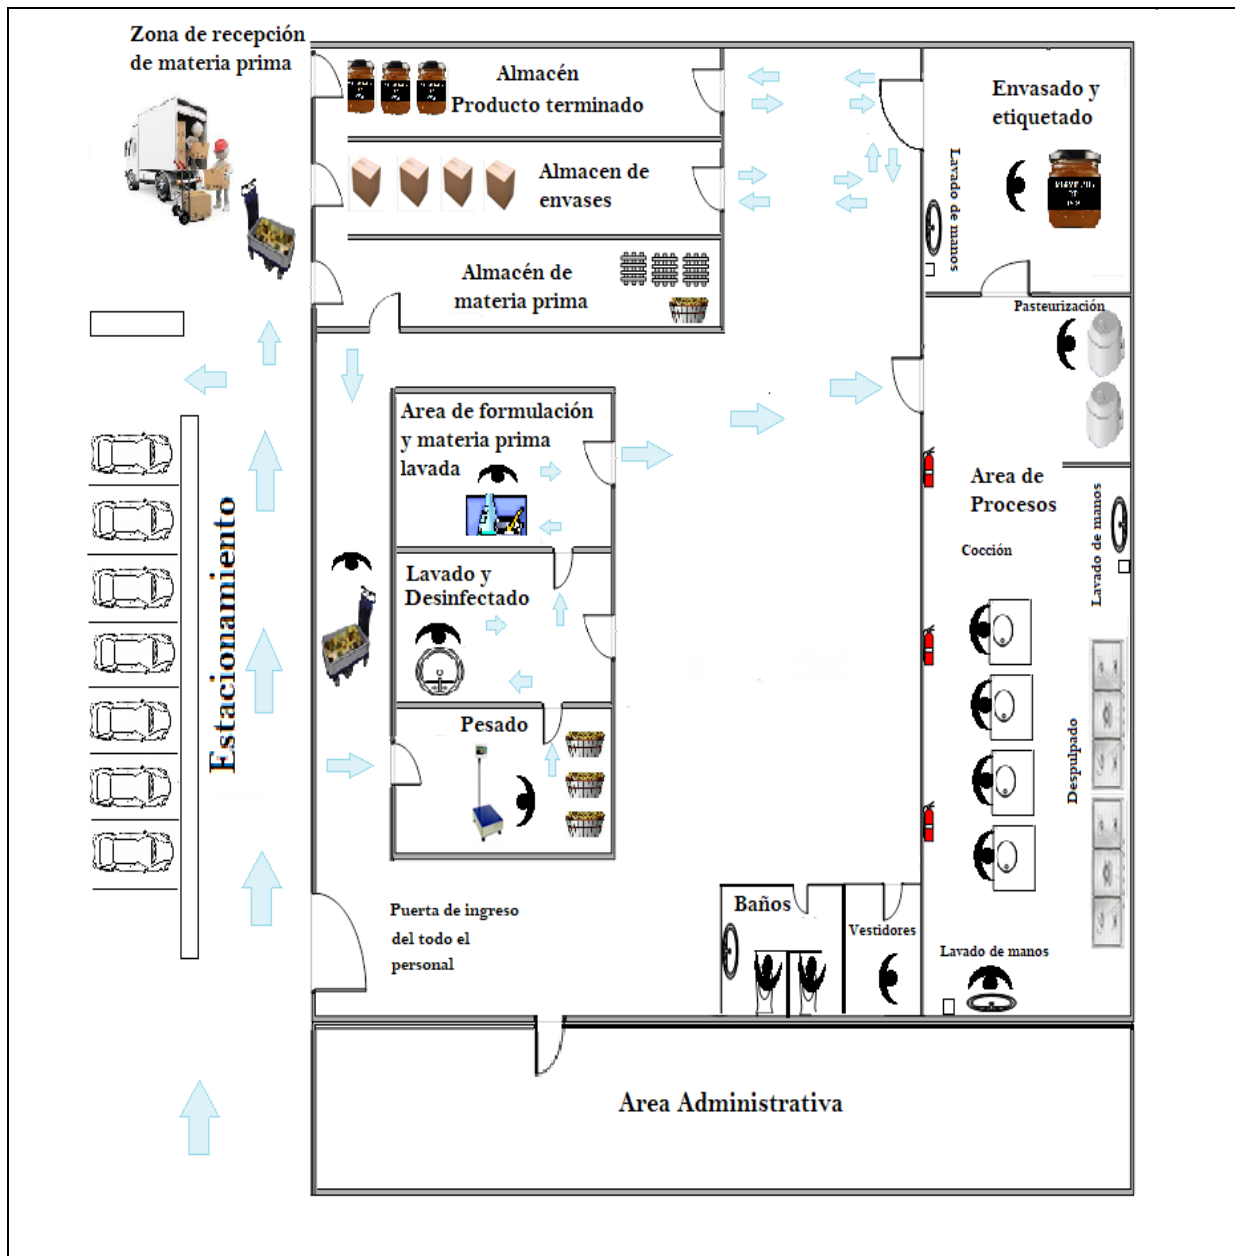 Zona de recepción
de materia prima
Almacén
Producto terminado
Envasado y
etiquetado
Lavado de manos
Almacen de
envases
Almacén de
materia prima
Pasteurización
Area de formulación
y materia prima
lavada
Area de
Procesos
Lavado de manos
Cocción
Estacionamiento
Lavado y
Desinfectado
Pesado
Despulpado
Puerta de ingreso
del todo el
personal
Baños
Vestidores
Lavado de manos
Area Administrativa